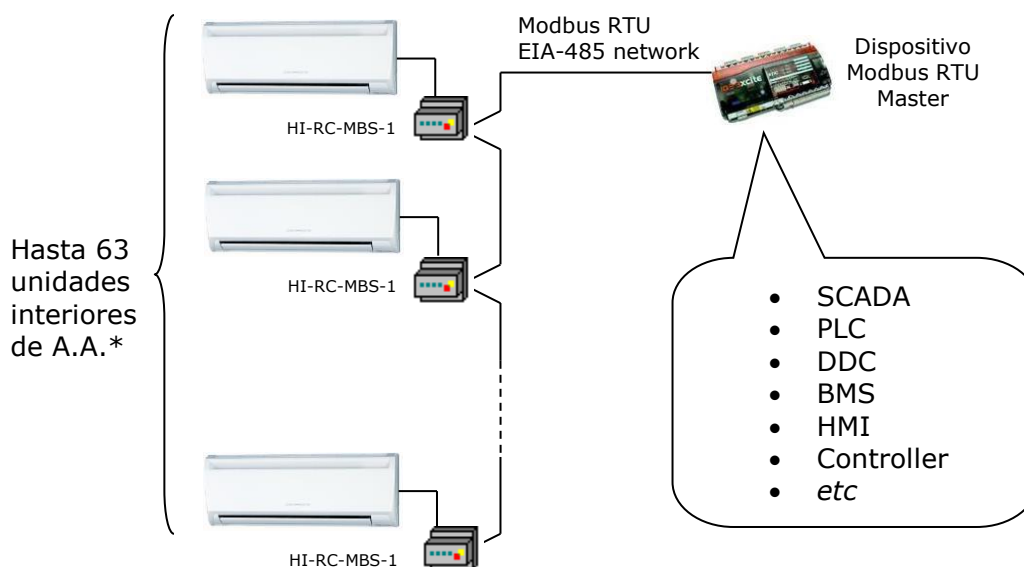 Modbus RTU
EIA-485 network
Dispositivo
Modbus RTU
Master
HI-RC-MBS-1
HI-RC-MBS-1
Hasta 63
unidades
interiores
de A.A.*
• SCADA
• PLC
• DDC
• BMS
• HMI
• Controller
• etc
HI-RC-MBS-1